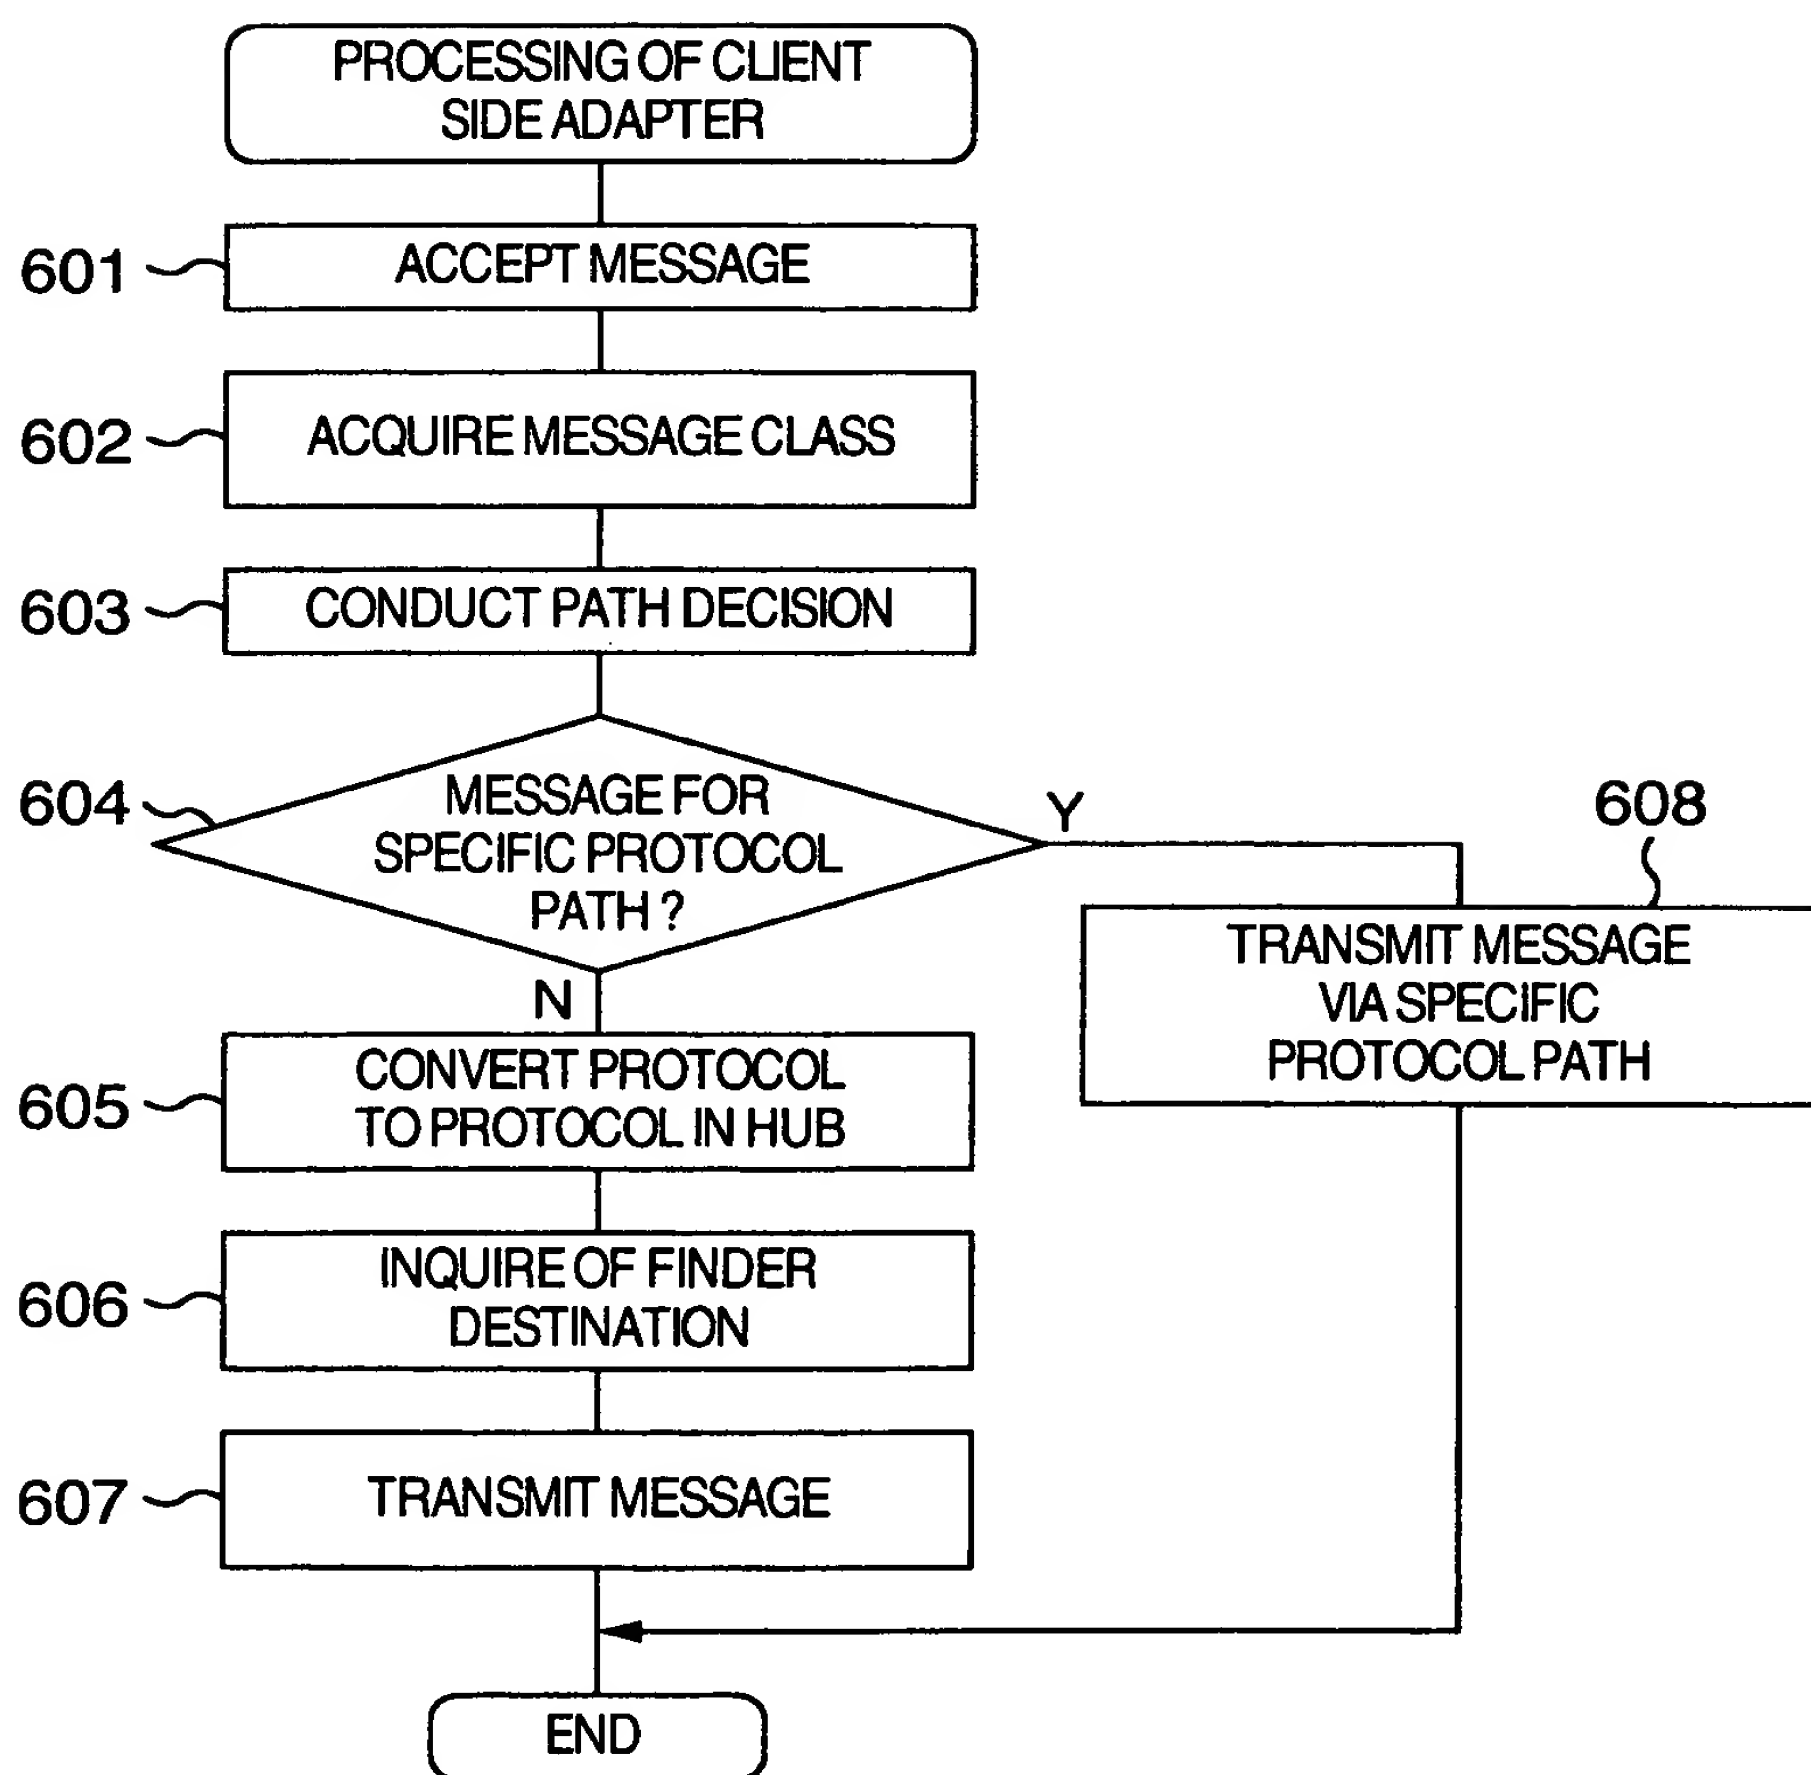 PROCESSING OF CLIENT
SIDE ADAPTER
601
ACCEPT MESSAGE
602
ACQUIRE MESSAGE CLASS
603
CONDUCT PATH DECISION
604
MESSAGE FOR
SPECIFIC PROTOCOL
PATH ?
Y
608
TRANSMIT MESSAGE
VIA SPECIFIC
PROTOCOL PATH
N
605
CONVERT PROTOCOL
TO PROTOCOL IN HUB
606
INQUIRE OF FINDER
DESTINATION
607
TRANSMIT MESSAGE
END